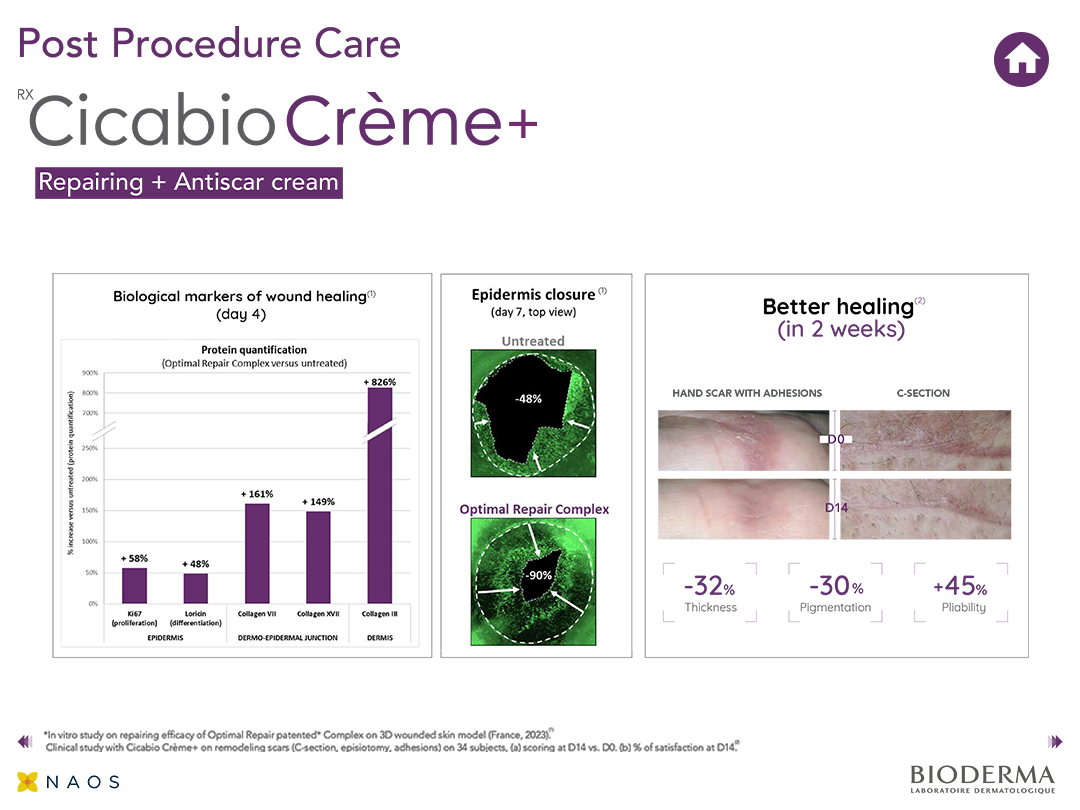 Post Procedure Care
RX
Cicabio Crème+
Repairing + Antiscar cream
Biological markers of wound healing(1)
(day 4)
Protein quantification
(Optimal Repair Complex versus untreated)
% increase versus untreated (protein quantification)
900%
800%
700%
250%
200%
150%
100%
50%
0%
+ 58%
+ 48%
+ 161%
+ 149%
+ 826%
Ki67
(proliferation)
Loricin
(differentiation)
Collagen VII
Collagen XVII
Collagen IB
EPIDERMIS
DERMO-EPIDERMAL JUNCTION
DERMIS
Epidermis closure (1)
(day 7, top view)
Untreated
-48%
Optimal Repair Complex
-90%
Better healing(2)
(in 2 weeks)
HAND SCAR WITH ADHESIONS
C-SECTION
D0
D14
-32%
Thickness
-30%
Pigmentation
+45%
Pliability
*In vitro study on repairing efficacy of Optimal Repair patented* Complex on 3D wounded skin model (France, 2023).(1)
Clinical study with Cicabio Crème+ on remodeling scars (C-section, episiotomy, adhesions) on 34 subjects, (a) scoring at D14 vs. D0. (b) % of satisfaction at D14.(2)
NAOS
BIODERMA
LABORATOIRE DERMATOLOGIQUE